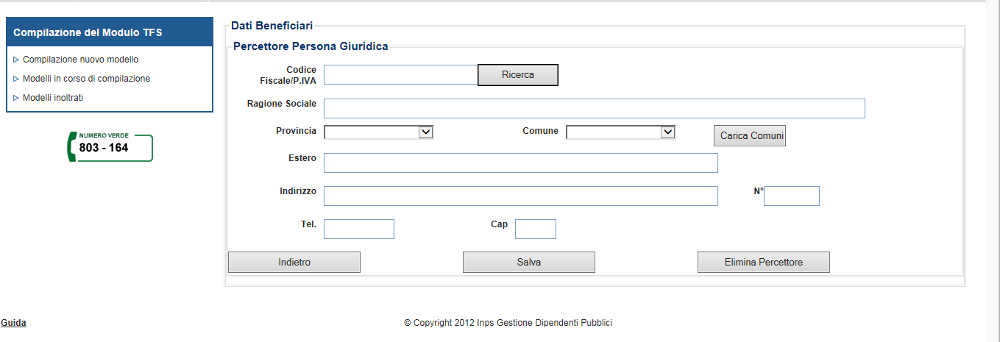 Compilazione del Modulo TFS
Compilazione nuovo modello
Modelli in corso di compilazione
Modelli inoltrati
NUMERO VERDE
803 - 164
Dati Beneficiari
Percettore Persona Giuridica
Codice
Fiscale/P.IVA
Ricerca
Ragione Sociale
Provincia
Comune
Carica Comuni
Estero
Indirizzo
N°
Tel.
Cap
Indietro
Salva
Elimina Percettore
Guida
© Copyright 2012 Inps Gestione Dipendenti Pubblici